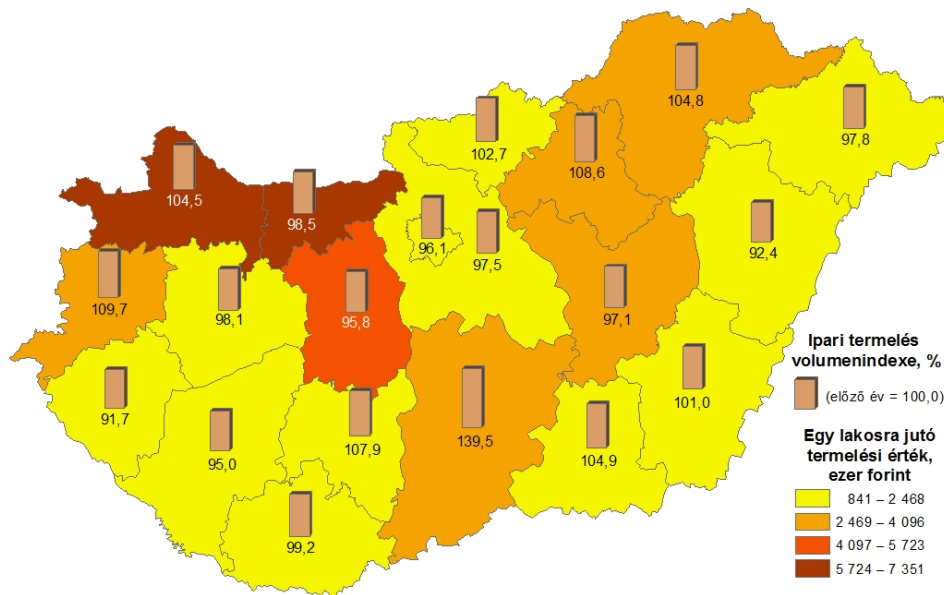 104,8
97,8
102,7
108,6
104,5
98,5
96,1
97,5
92,4
109,7
98,1
95,8
97,1
91,7
95,0
107,9
139,5
104,9
101,0
99,2
Ipari termelés
volumenindexe, %
(előző év = 100,0)
Egy lakosra jutó
termelési érték,
ezer forint
841 – 2 468
2 469 – 4 096
4 097 – 5 723
5 724 – 7 351